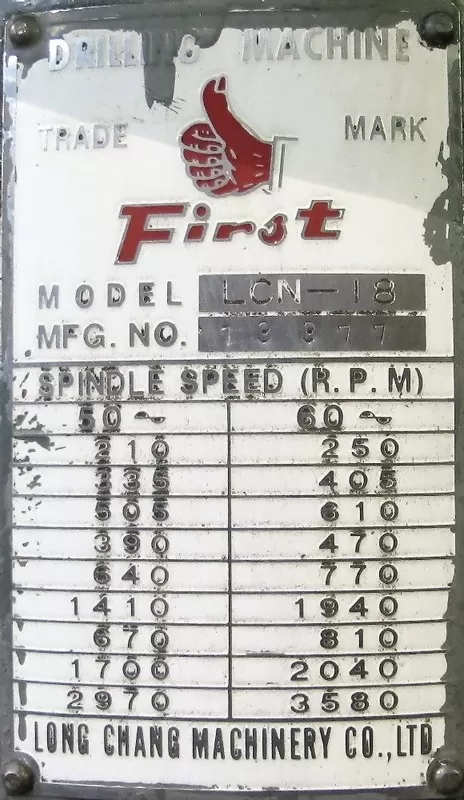 DRILLING MACHINE
TRADE MARK
First
MODEL LCN-18
MFG. NO. 79377
SPINDLE SPEED (R.P.M)
50~ 60~
210 250
335 405
505 610
390 470
640 770
1410 1940
670 810
1700 2040
2970 3580
LONG CHANG MACHINERY CO.,LTD.